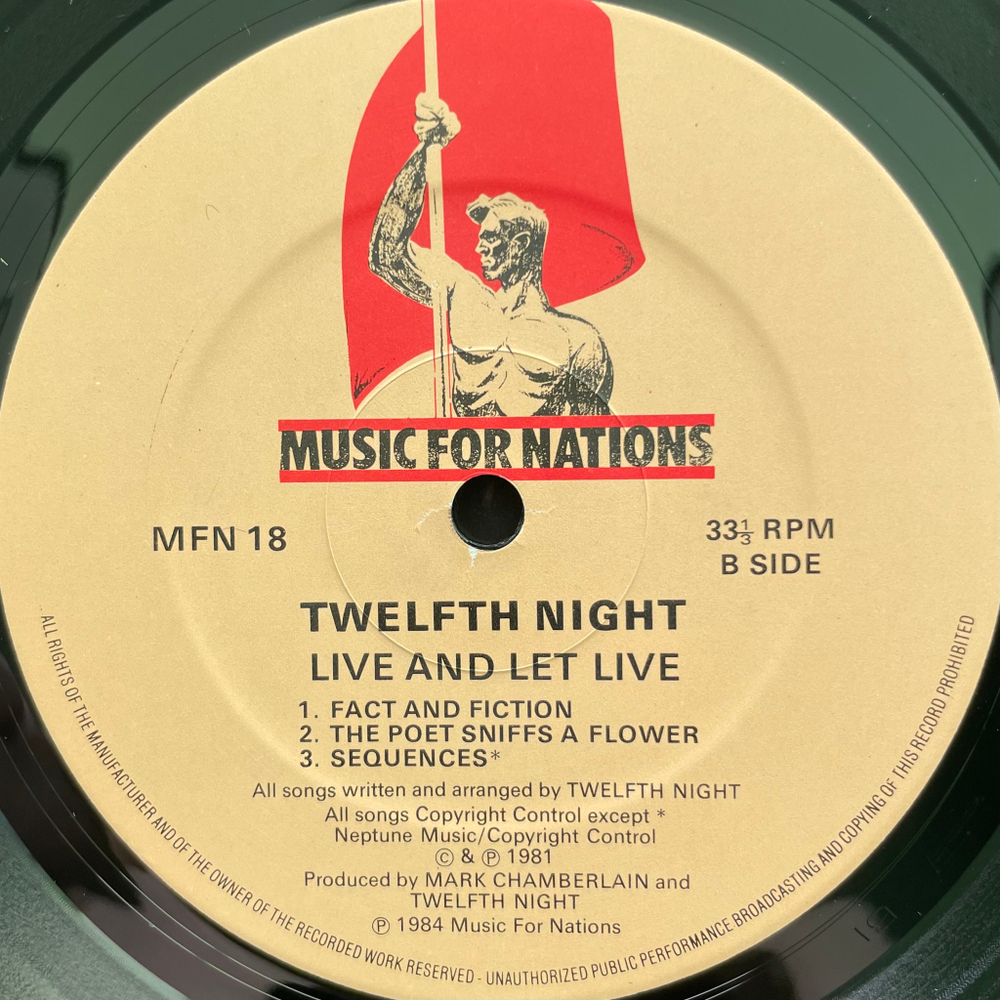 MUSIC FOR NATIONS
MFN 18
33⅓ RPM
B SIDE
TWELFTH NIGHT
LIVE AND LET LIVE
1. FACT AND FICTION
2. THE POET SNIFFS A FLOWER
3. SEQUENCES*
All songs written and arranged by TWELFTH NIGHT
All songs Copyright Control except *
Neptune Music/Copyright Control
© & ℗ 1981
Produced by MARK CHAMBERLAIN and
TWELFTH NIGHT
℗ 1984 Music For Nations
ALL RIGHTS OF THE MANUFACTURER AND OF THE OWNER OF THE RECORDED WORK RESERVED - UNAUTHORIZED PUBLIC PERFORMANCE BROADCASTING AND COPYING OF THIS RECORD PROHIBITED